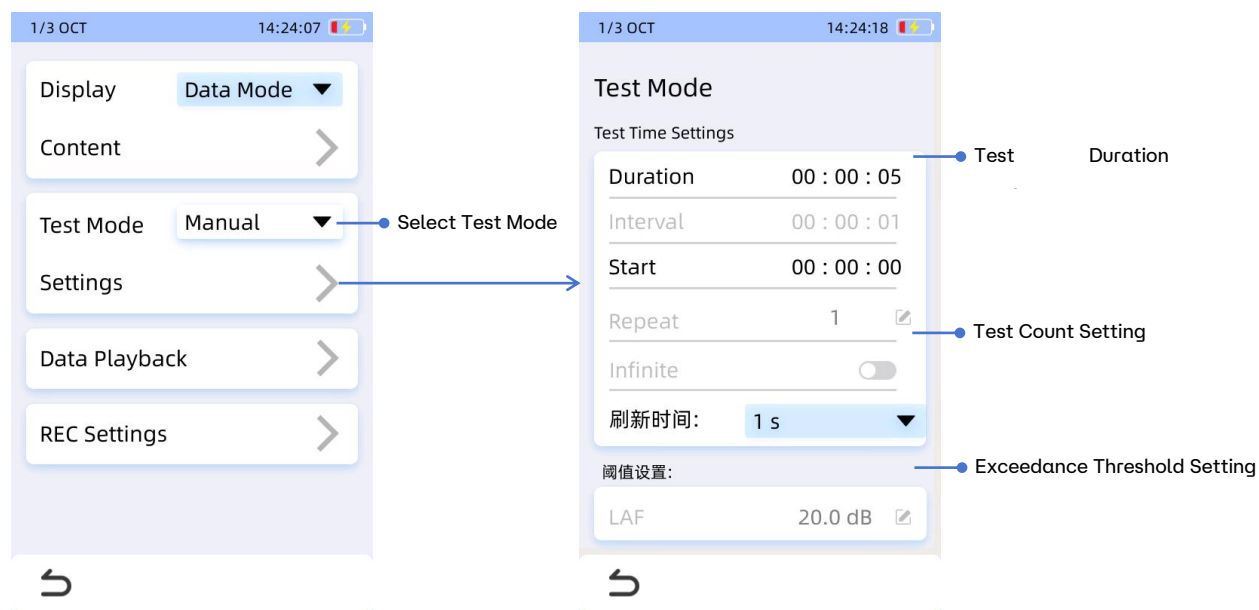 1/3 OCT 14:24:07
Display Data Mode
Content
Test Mode Manual
Settings
Data Playback
REC Settings
Select Test Mode
1/3 OCT 14:24:18
Test Mode
Test Time Settings
Duration 00 : 00 : 05
Interval 00 : 00 : 01
Start 00 : 00 : 00
Repeat 1
Infinite
刷新时间: 1 s
阈值设置:
LAF 20.0 dB
Test Duration
Test Count Setting
Exceedance Threshold Setting